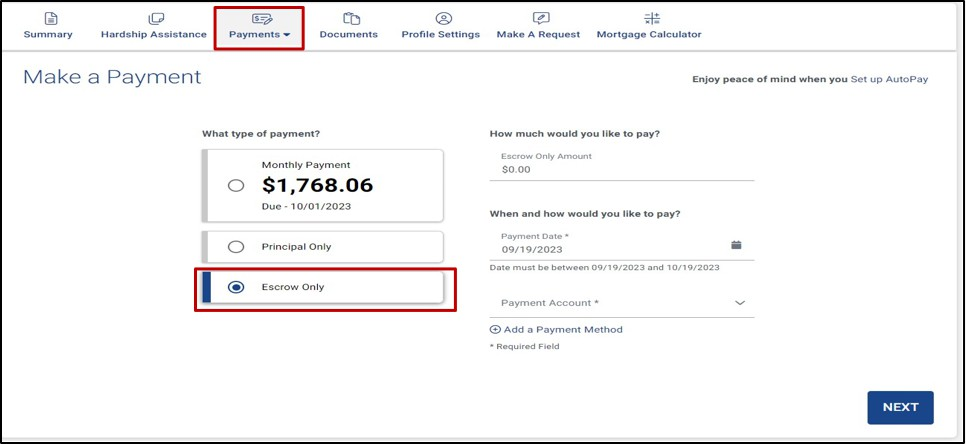 Summary
Hardship Assistance
Payments
Documents
Profile Settings
Make A Request
Mortgage Calculator
Make a Payment
Enjoy peace of mind when you Set up AutoPay
What type of payment?
Monthly Payment
$1,768.06
Due - 10/01/2023
Principal Only
Escrow Only
How much would you like to pay?
Escrow Only Amount
$0.00
When and how would you like to pay?
Payment Date *
09/19/2023
Date must be between 09/19/2023 and 10/19/2023
Payment Account *
Add a Payment Method
* Required Field
NEXT